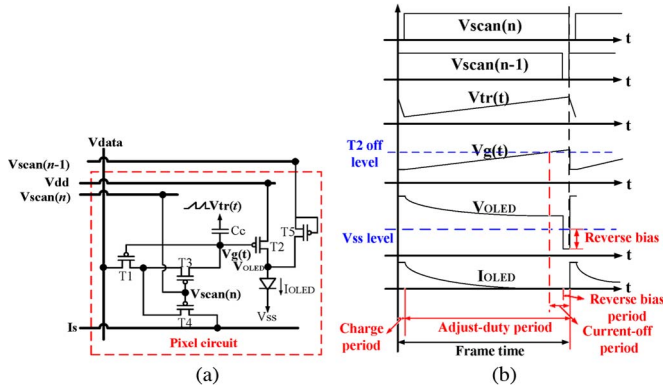 Vdata
Vscan(n-1)
Vdd
Vscan(n)
Vtr(t)
Cc
T5
T2
Vg(t)
VOLED
T1
T3
IOLED
Vscan(n)
T4
Vss
Is
Pixel cireuit
(a)
Vscan(n)
t
Vscan(n-1)
t
Vtr(t)
t
T2 off
level
Vg(t)
t
VOLED
Vss level
Reverse bias
t
IOLED
t
Reverse bias
period
Charge
period
Adjust-duty period
Current-off
period
Frame time
(b)